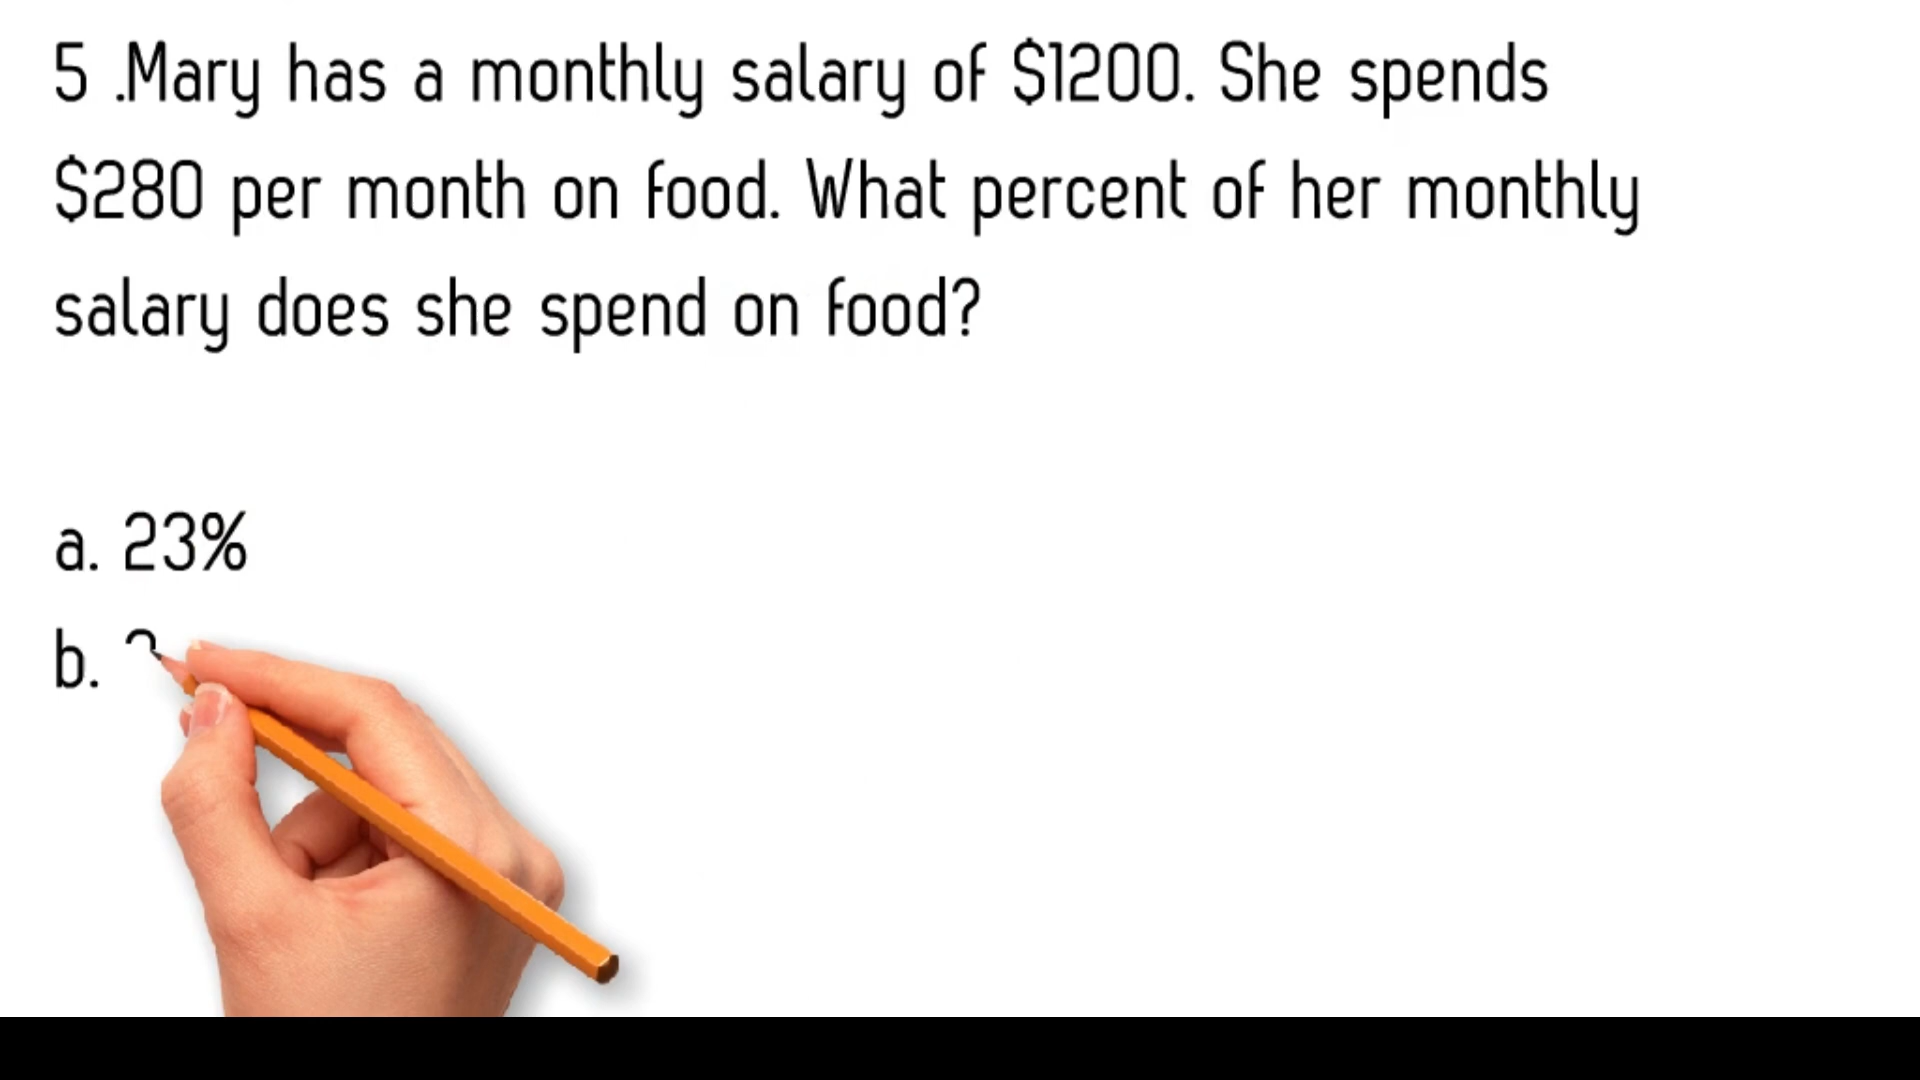 5 .Mary has a monthly salary of $1200. She spends
$280 per month on food. What percent of her monthly
salary does she spend on food?
a. 23%
b.